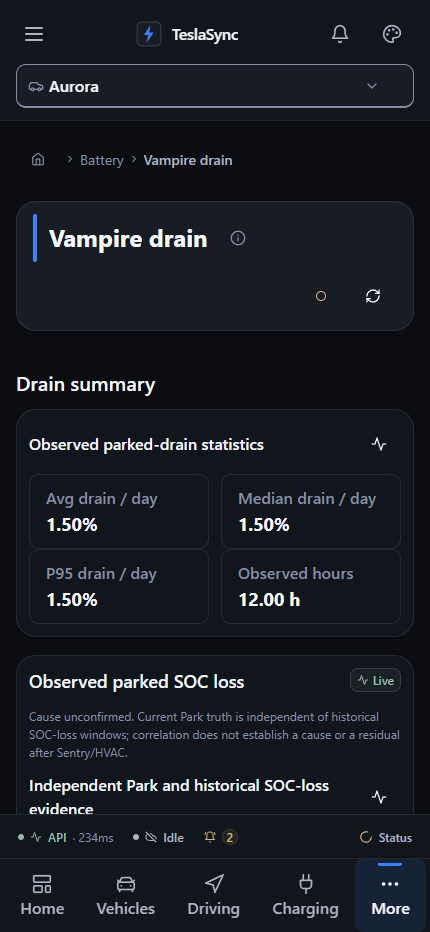 TeslaSync
Aurora
Battery
Vampire drain
Vampire drain
Drain summary
Observed parked-drain statistics
Avg drain / day
1.50%
Median drain / day
1.50%
P95 drain / day
1.50%
Observed hours
12.00 h
Observed parked SOC loss
Live
Cause unconfirmed. Current Park truth is independent of historical
SOC-loss windows; correlation does not establish a cause or a residual
after Sentry/HVAC.
Independent Park and historical SOC-loss
evidence
API · 234ms
Idle
2
Status
Home
Vehicles
Driving
Charging
More